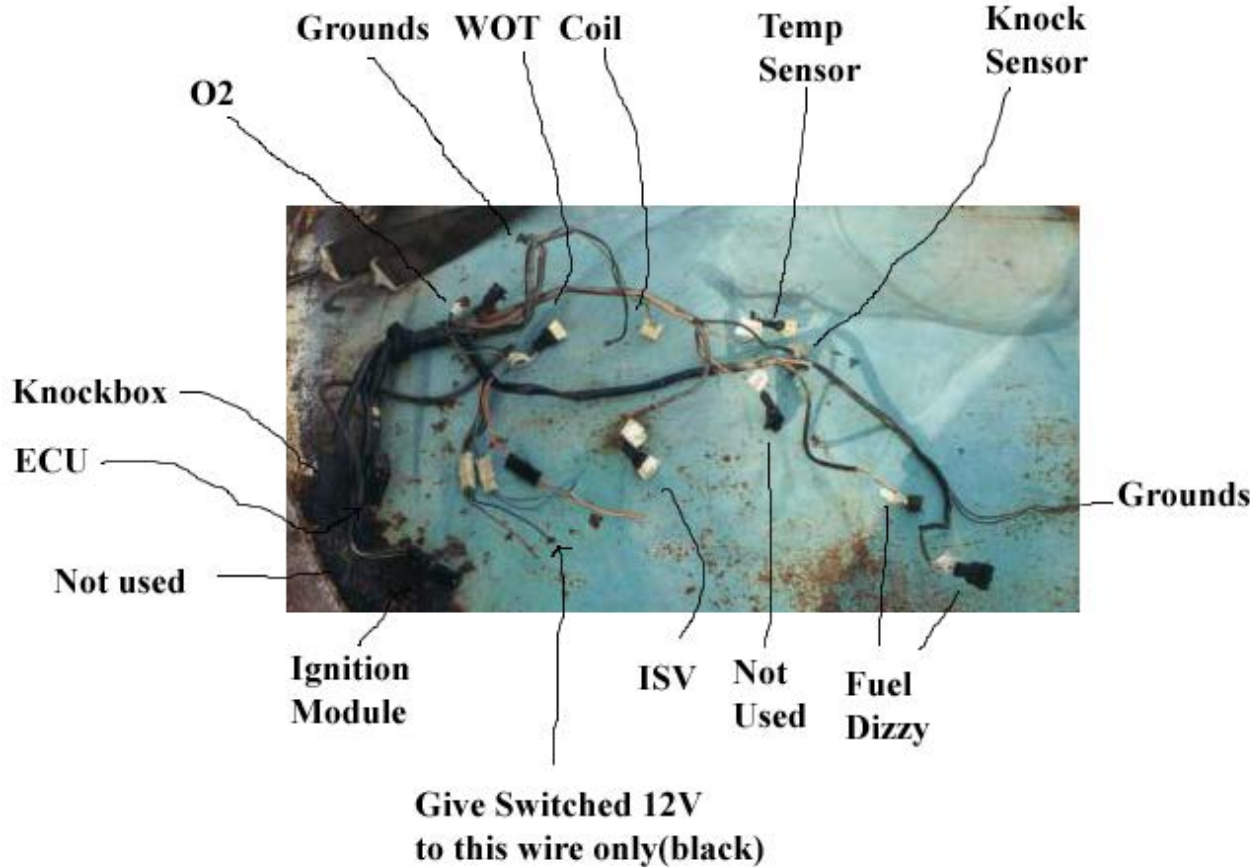 Grounds WOT Coil
Temp
Sensor
Knock
Sensor
O2
Knockbox
ECU
Grounds
Not used
Ignition
Module
ISV
Not
Used
Fuel
Dizzy
Give Switched 12V
to this wire only(black)